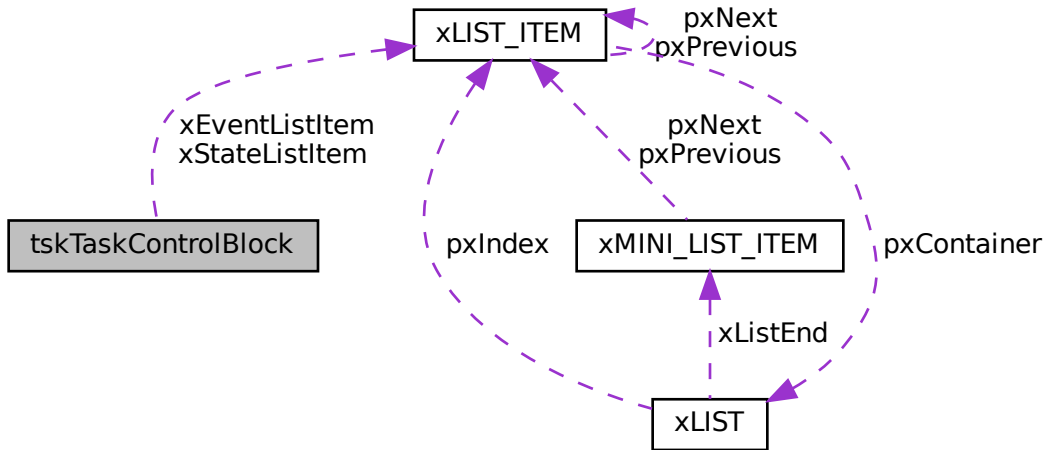 xLIST_ITEM
pxNext
pxPrevious
xEventListItem
xStateListItem
pxNext
pxPrevious
tskTaskControlBlock
pxIndex
xMINI_LIST_ITEM
pxContainer
xListEnd
xLIST